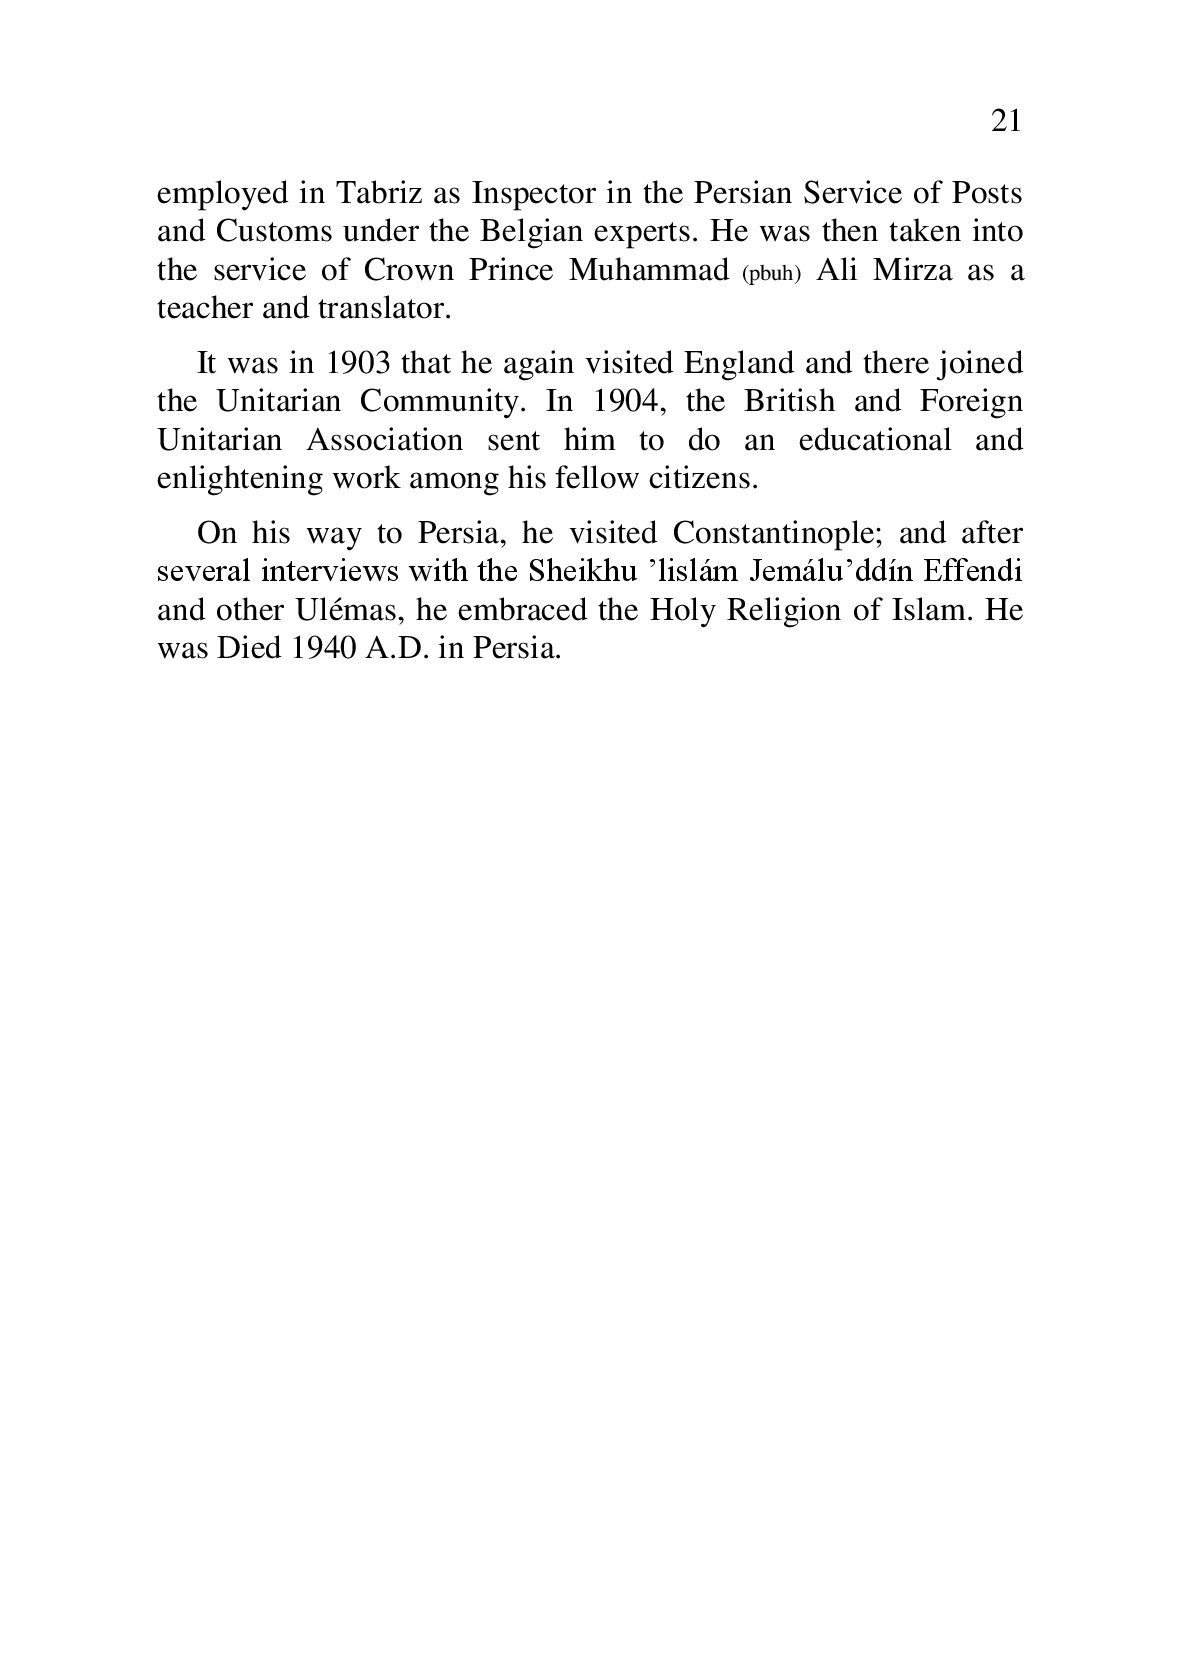 21
employed in Tabriz as Inspector in the Persian Service of Posts
and Customs under the Belgian experts. He was then taken into
the service of Crown Prince Muhammad (pbuh) Ali Mirza as a
teacher and translator.
It was in 1903 that he again visited England and there joined
the Unitarian Community. In 1904, the British and Foreign
Unitarian Association sent him to do an educational and
enlightening work among his fellow citizens.
On his way to Persia, he visited Constantinople; and after
several interviews with the Sheikhu ’lislám Jemálu’ddín Effendi
and other Ulémas, he embraced the Holy Religion of Islam. He
was Died 1940 A.D. in Persia.